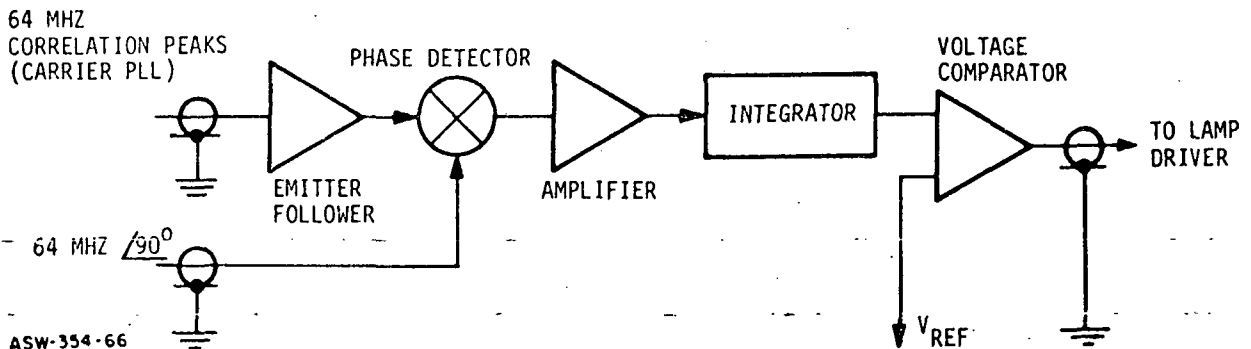 64 MHZ
CORRELATION PEAKS
(CARRIER PLL)
PHASE DETECTOR
VOLTAGE
COMPARATOR
INTEGRATOR
TO LAMP
DRIVER
EMITTER
FOLLOWER
AMPLIFIER
64 MHZ ∠90°
VREF
ASW-354-66